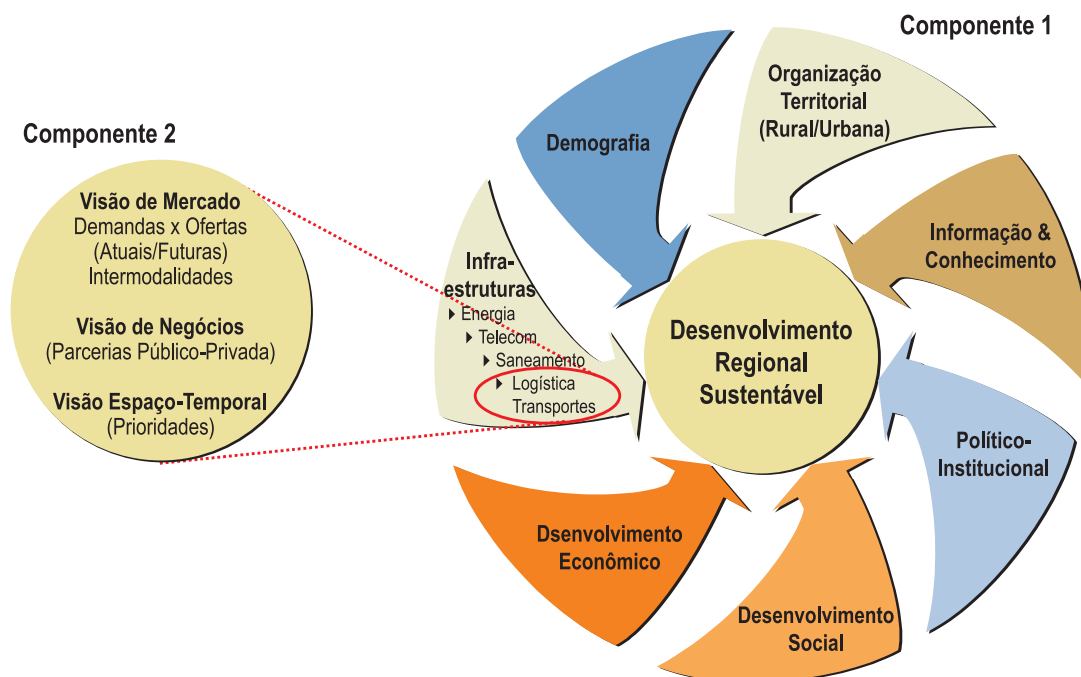 Componente 1
Organização
Territorial
(Rural/Urbana)
Demografia
Componente 2
Visão de Mercado
Demandas x Ofertas
(Atuais/Futuras)
Intermodalidades
Visão de Negócios
(Parcerias Público-Privada)
Visão Espaço-Temporal
(Prioridades)
Infra-
estruturas
Energia
Telecom
Saneamento
Logística
Transportes
Informação &
Conhecimento
Desenvolvimento
Regional
Sustentável
Político-
Institucional
Dsenvolvimento
Econômico
Desenvolvimento
Social